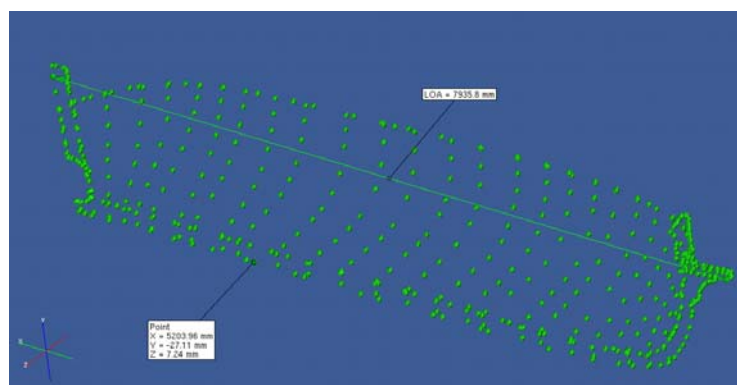 LOA = 7935.8 mm
Point
X = 5203.96 mm
Y = -27.11 mm
Z = 7.24 mm